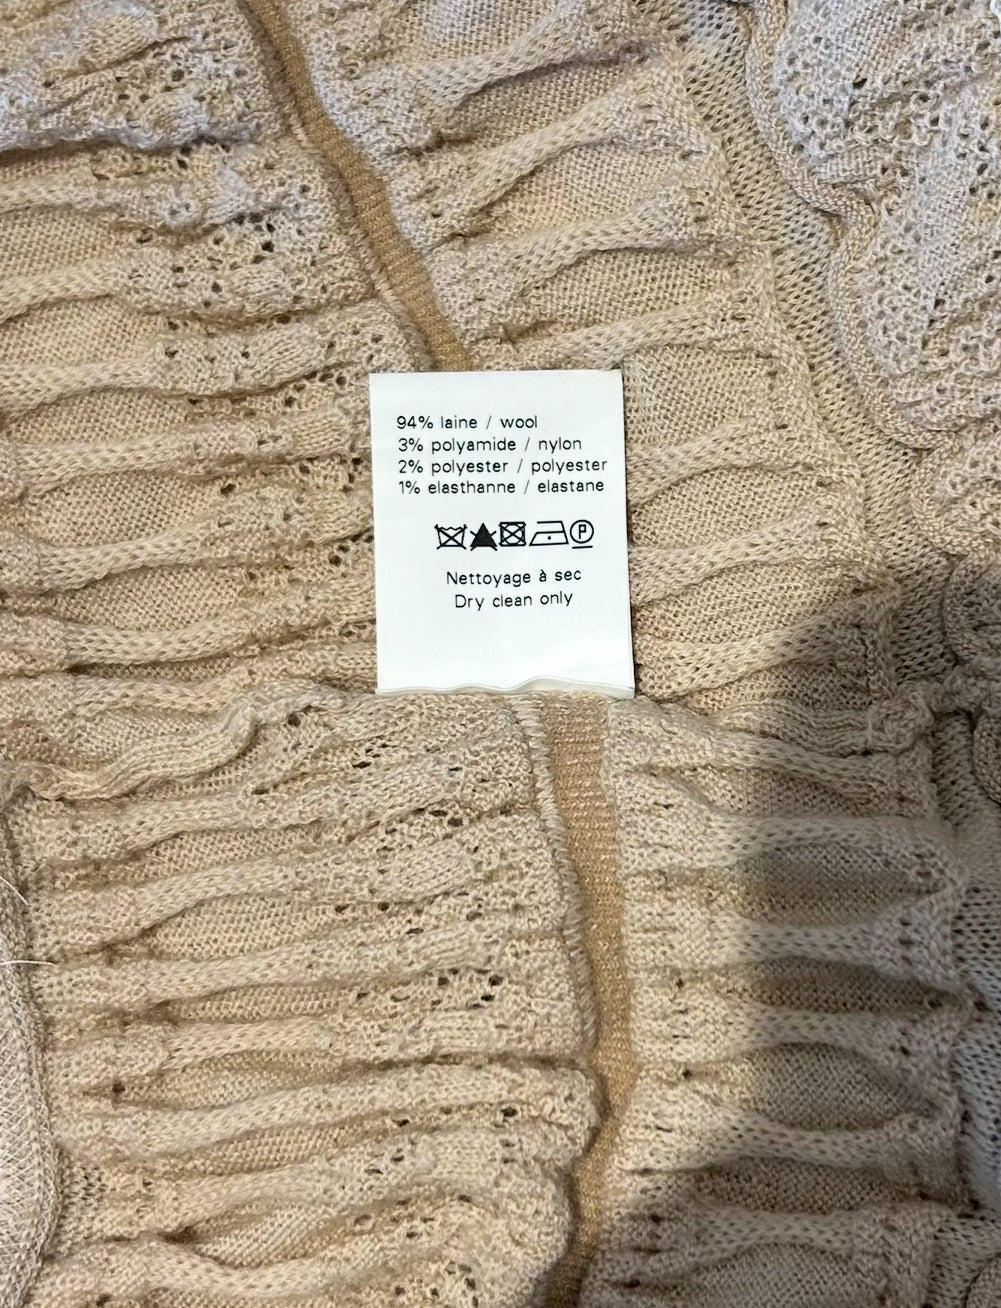 94% laine / wool
3% polyamide / nylon
2% polyester / polyester
1% elasthanne / elastane
P
Nettoyage à sec
Dry clean only